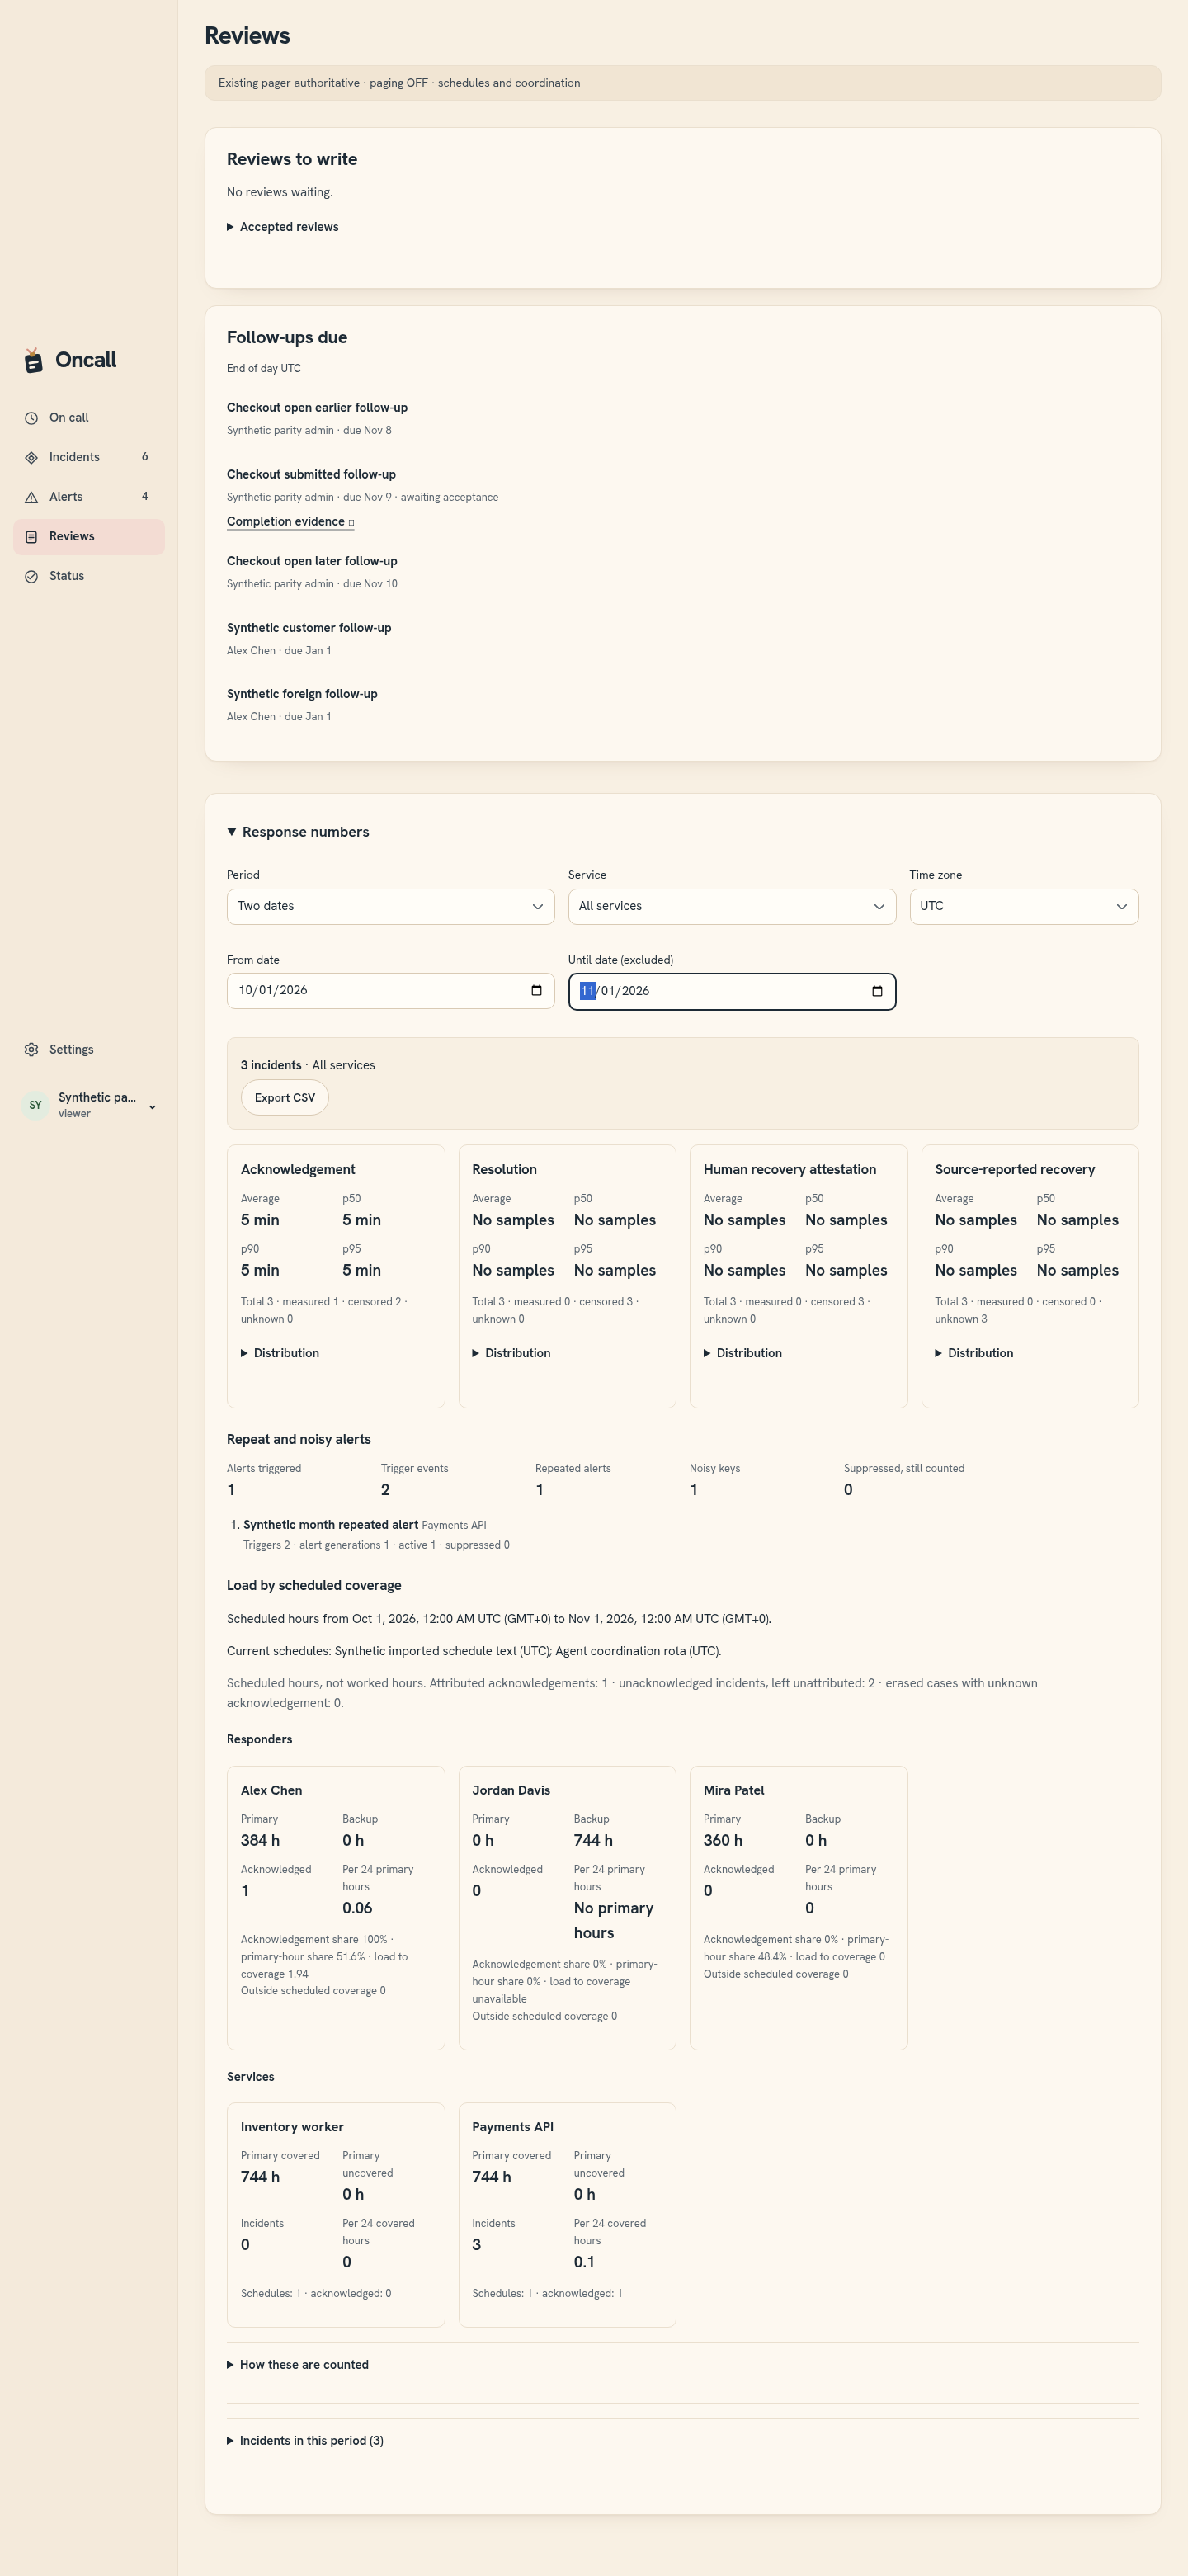 Oncall
On call
Incidents 6
Alerts 4
Reviews
Status
Settings
SY
Synthetic pa...
viewer
Reviews
Existing pager authoritative · paging OFF · schedules and coordination
Reviews to write
No reviews waiting.
Accepted reviews
Follow-ups due
End of day UTC
Checkout open earlier follow-up
Synthetic parity admin · due Nov 8
Checkout submitted follow-up
Synthetic parity admin · due Nov 9 · awaiting acceptance
Completion evidence
Checkout open later follow-up
Synthetic parity admin · due Nov 10
Synthetic customer follow-up
Alex Chen · due Jan 1
Synthetic foreign follow-up
Alex Chen · due Jan 1
Response numbers
Period Service Time zone
Two dates All services UTC
From date Until date (excluded)
10/01/2026 11/01/2026
3 incidents · All services
Export CSV
Acknowledgement
Average p50
5 min 5 min
p90 p95
5 min 5 min
Total 3 · measured 1 · censored 2 ·
unknown 0
Distribution
Resolution
Average p50
No samples No samples
p90 p95
No samples No samples
Total 3 · measured 0 · censored 3 ·
unknown 0
Distribution
Human recovery attestation
Average p50
No samples No samples
p90 p95
No samples No samples
Total 3 · measured 0 · censored 3 ·
unknown 0
Distribution
Source-reported recovery
Average p50
No samples No samples
p90 p95
No samples No samples
Total 3 · measured 0 · censored 0 ·
unknown 3
Distribution
Repeat and noisy alerts
Alerts triggered Trigger events Repeated alerts Noisy keys Suppressed, still counted
1 2 1 1 0
1. Synthetic month repeated alert Payments API
Triggers 2 · alert generations 1 · active 1 · suppressed 0
Load by scheduled coverage
Scheduled hours from Oct 1, 2026, 12:00 AM UTC (GMT+0) to Nov 1, 2026, 12:00 AM UTC (GMT+0).
Current schedules: Synthetic imported schedule text (UTC); Agent coordination rota (UTC).
Scheduled hours, not worked hours. Attributed acknowledgements: 1 · unacknowledged incidents, left unattributed: 2 · erased cases with unknown
acknowledgement: 0.
Responders
Alex Chen
Primary Backup
384 h 0 h
Acknowledged Per 24 primary
hours
1 0.06
Acknowledgement share 100% ·
primary-hour share 51.6% · load to
coverage 1.94
Outside scheduled coverage 0
Jordan Davis
Primary Backup
0 h 744 h
Acknowledged Per 24 primary
hours
0 No primary
hours
Acknowledgement share 0% · primary-
hour share 0% · load to coverage
unavailable
Outside scheduled coverage 0
Mira Patel
Primary Backup
360 h 0 h
Acknowledged Per 24 primary
hours
0 0
Acknowledgement share 0% · primary-
hour share 48.4% · load to coverage 0
Outside scheduled coverage 0
Services
Inventory worker
Primary covered Primary
uncovered
744 h 0 h
Incidents Per 24 covered
hours
0 0
Schedules: 1 · acknowledged: 0
Payments API
Primary covered Primary
uncovered
744 h 0 h
Incidents Per 24 covered
hours
3 0.1
Schedules: 1 · acknowledged: 1
How these are counted
Incidents in this period (3)